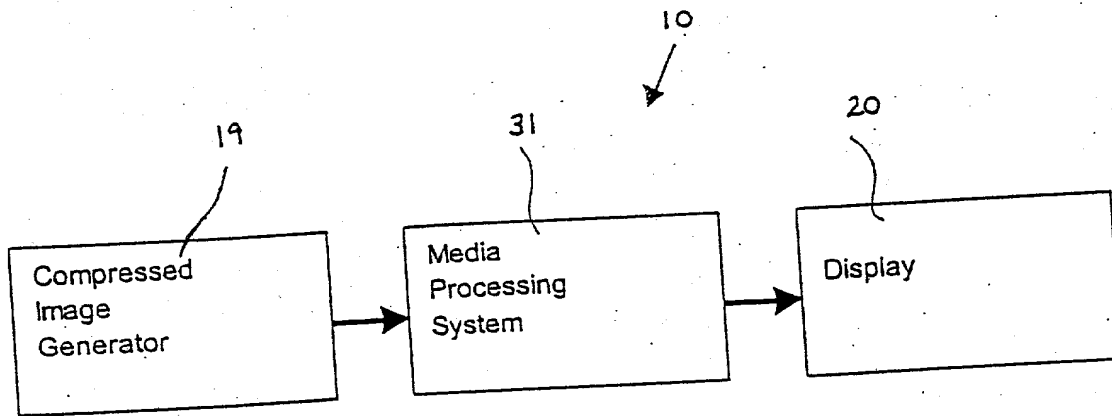 10
19
31
20
Compressed
Image
Generator
Media
Processing
System
Display